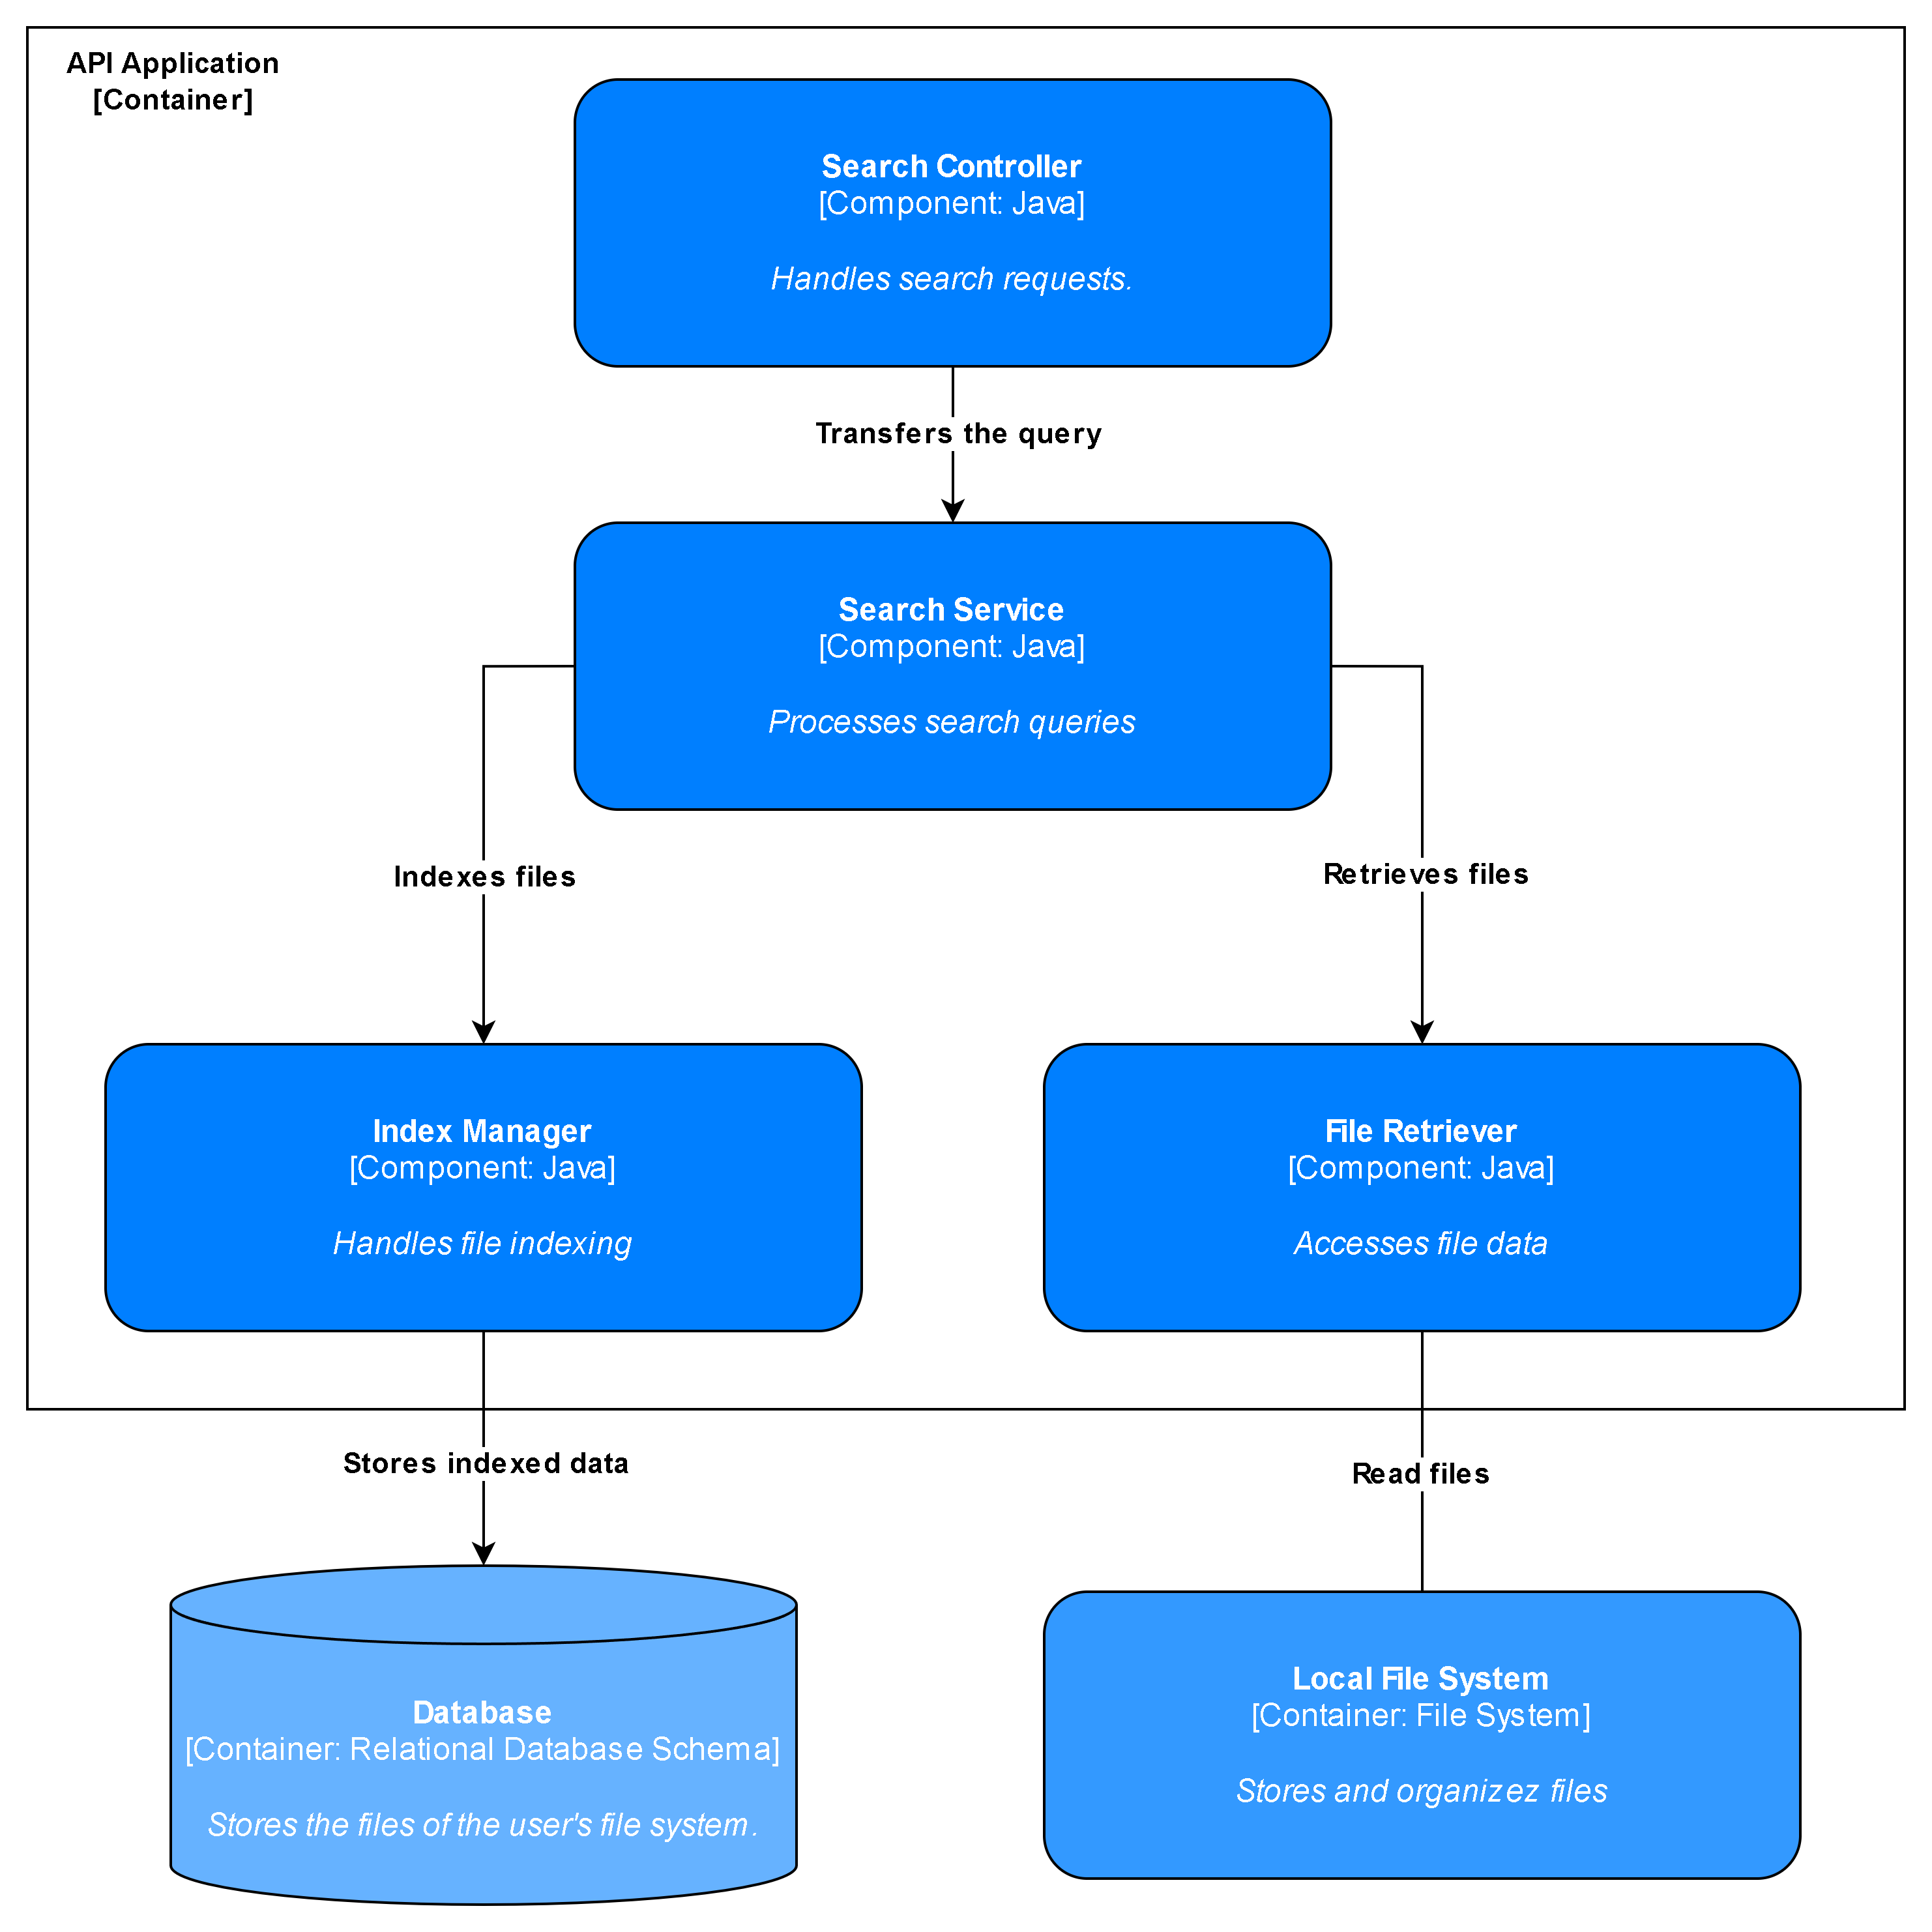 API Application
[Container]
Search Controller
[Component: Java]
Handles search requests.
Transfers the query
Search Service
[Component: Java]
Processes search queries
Indexes files
Retrieves files
Index Manager
[Component: Java]
Handles file indexing
File Retriever
[Component: Java]
Accesses file data
Stores indexed data
Read files
Database
[Container: Relational Database Schema]
Stores the files of the user's file system.
Local File System
[Container: File System]
Stores and organizez files